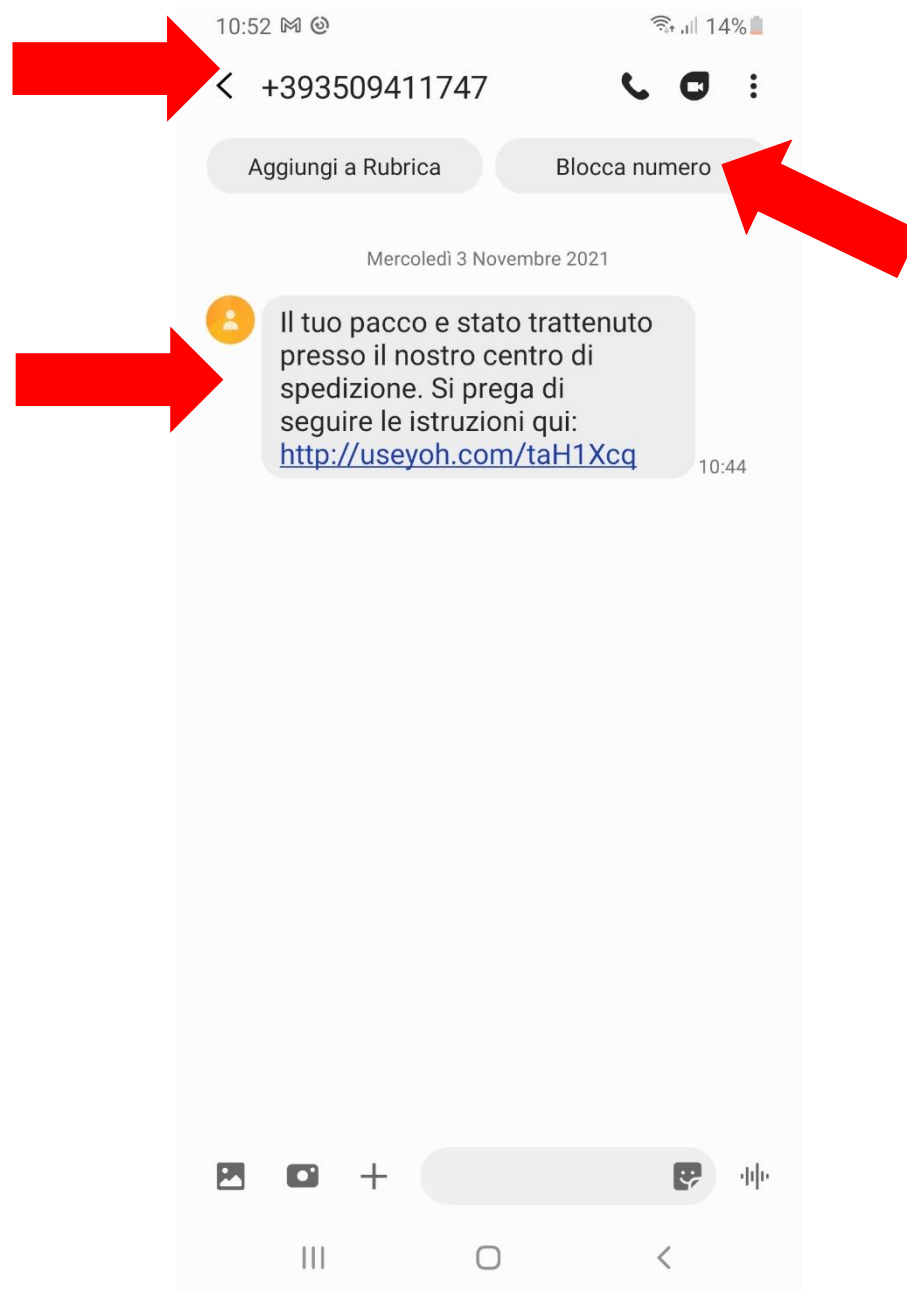 10:52 14%
+393509411747
Aggiungi a Rubrica Blocca numero
Mercoledì 3 Novembre 2021
Il tuo pacco e stato trattenuto
presso il nostro centro di
spedizione. Si prega di
seguire le istruzioni qui:
http://useyoh.com/taH1Xcq
10:44